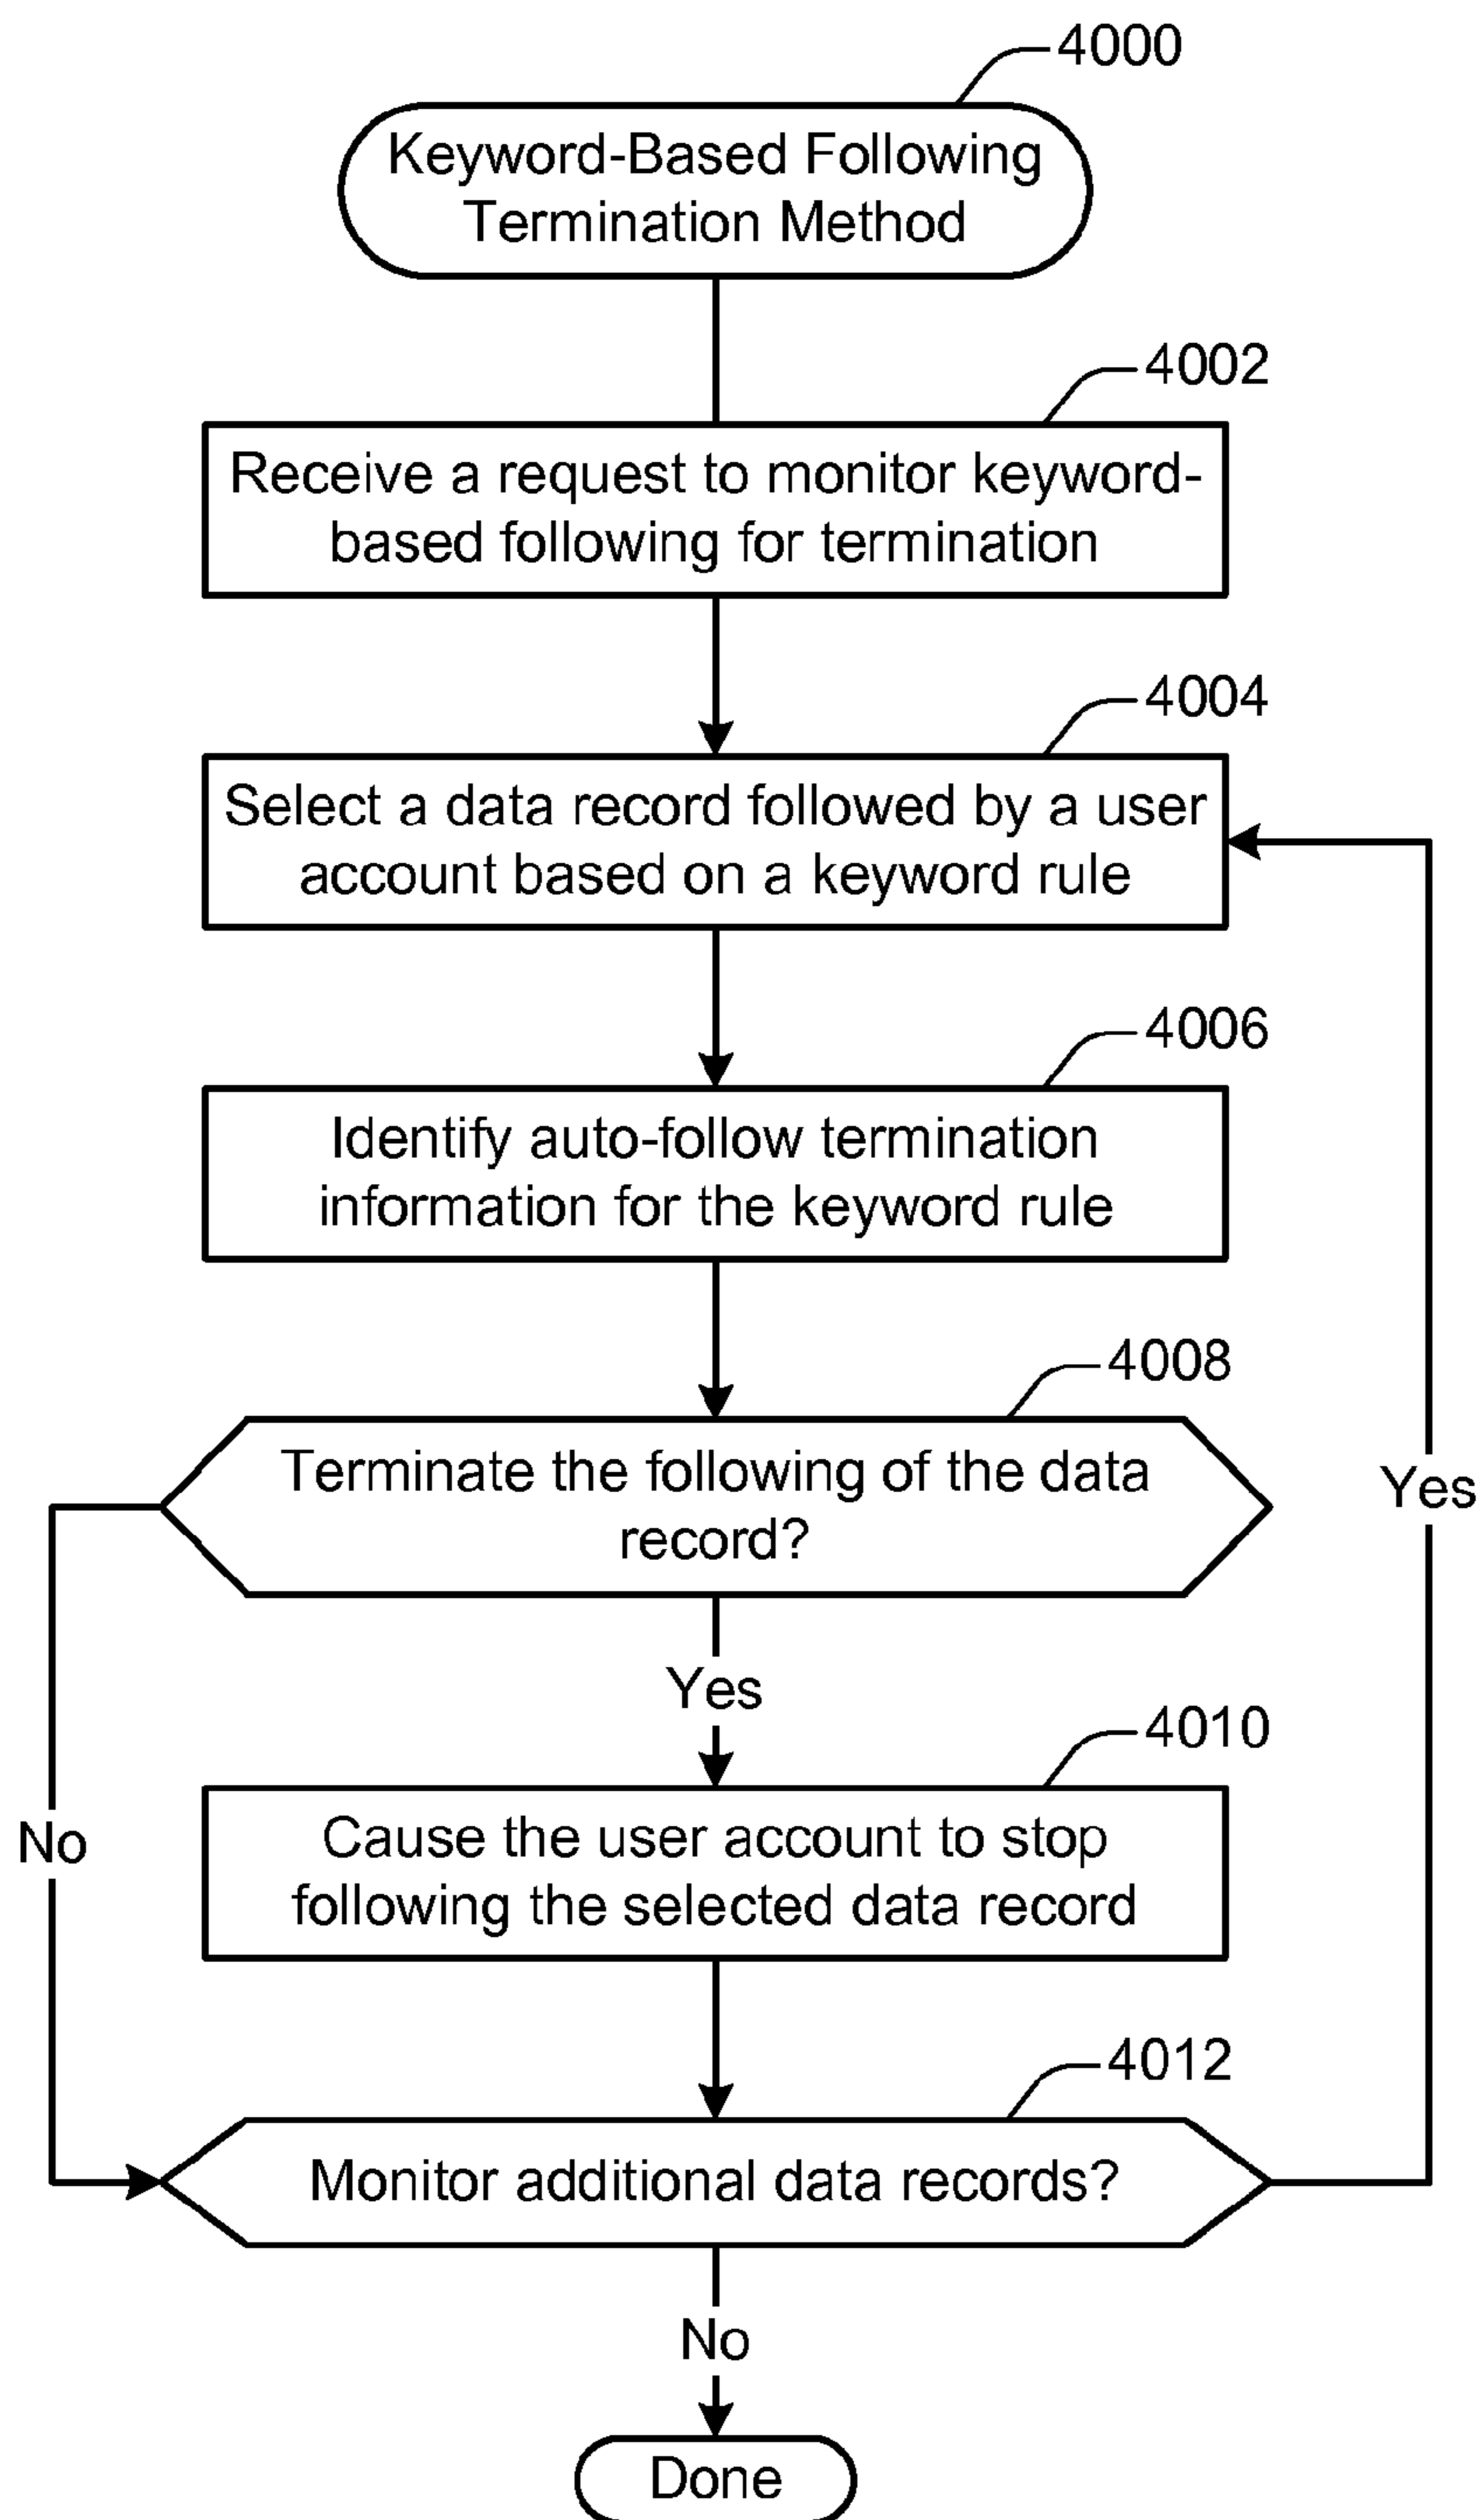 4000
Keyword-Based Following
Termination Method
4002
Receive a request to monitor keyword-
based following for termination
4004
Select a data record followed by a user
account based on a keyword rule
4006
Identify auto-follow termination
information for the keyword rule
4008
Terminate the following of the data
record?
Yes
Yes
4010
Cause the user account to stop
following the selected data record
No
4012
Monitor additional data records?
No
Done